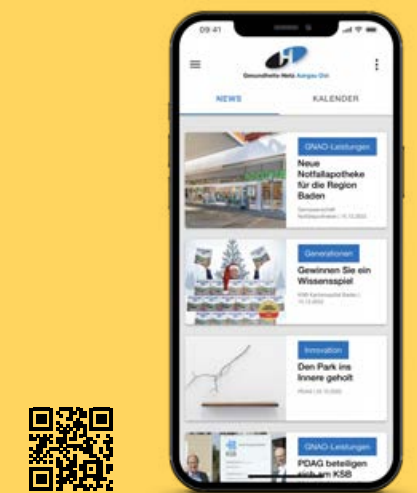 09:41
Gesundheits-Netz Aargau Ost
NEWS KALENDER
GNAO-Leistungen
Neue
Notfallapotheke
für die Region
Baden
Generationen
Gewinnen Sie ein
Wissensspiel
KSB Kantonsspital Baden |
Innovation
Den Park ins
Innere geholt
GNAO-Leistungen
PDAG beteiligen
sich am KSB